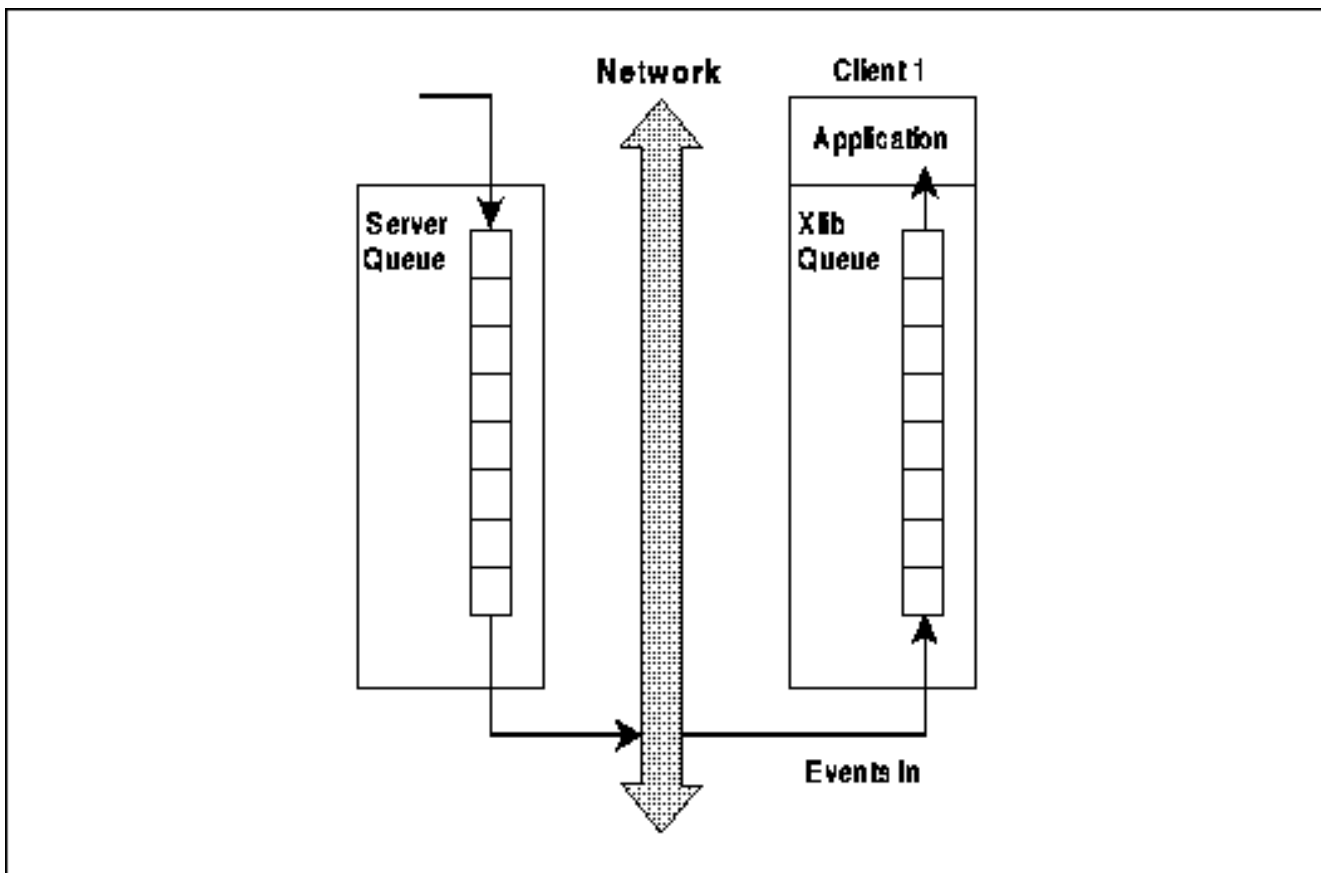 Network
Client 1
Application
Server
Queue
Xlib
Queue
Events In